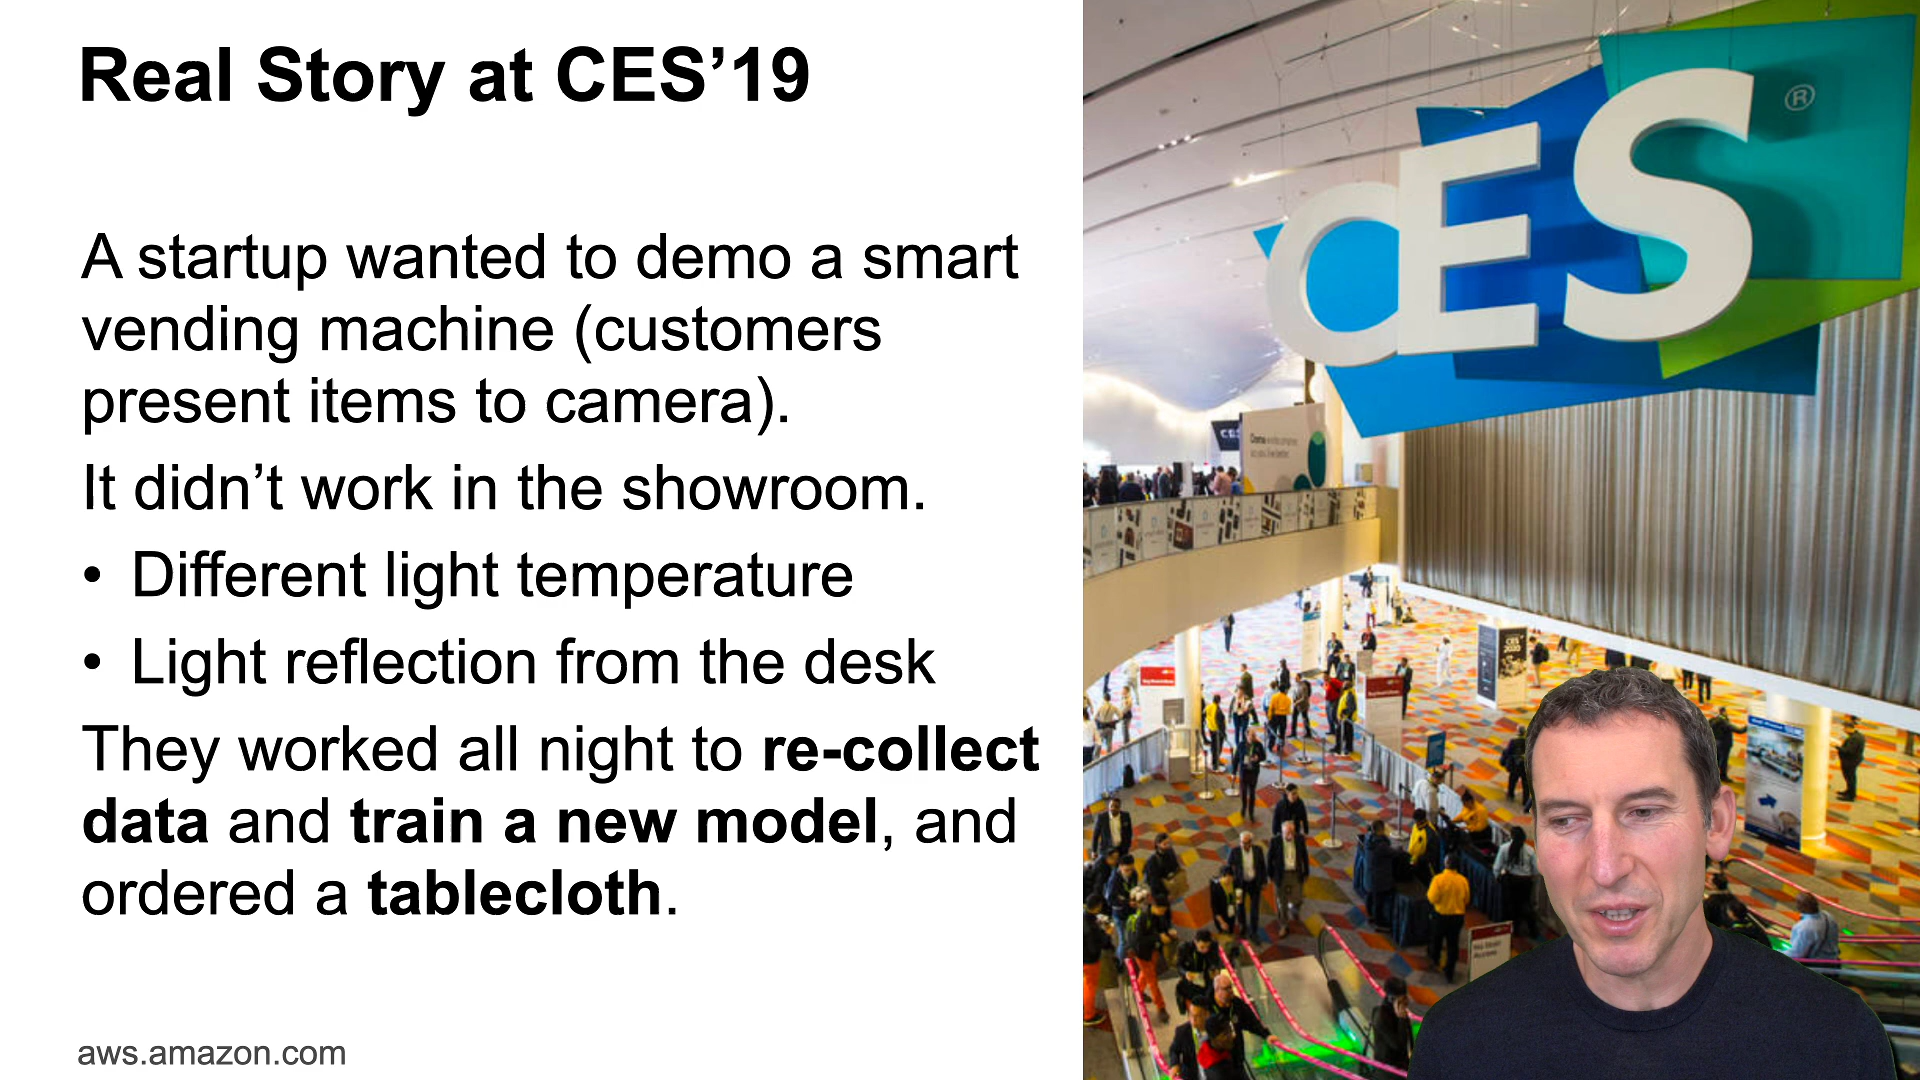 Real Story at CES’19
A startup wanted to demo a smart
vending machine (customers
present items to camera).
It didn’t work in the showroom.
• Different light temperature
• Light reflection from the desk
They worked all night to re-collect
data and train a new model, and
ordered a tablecloth.
aws.amazon.com
CES®